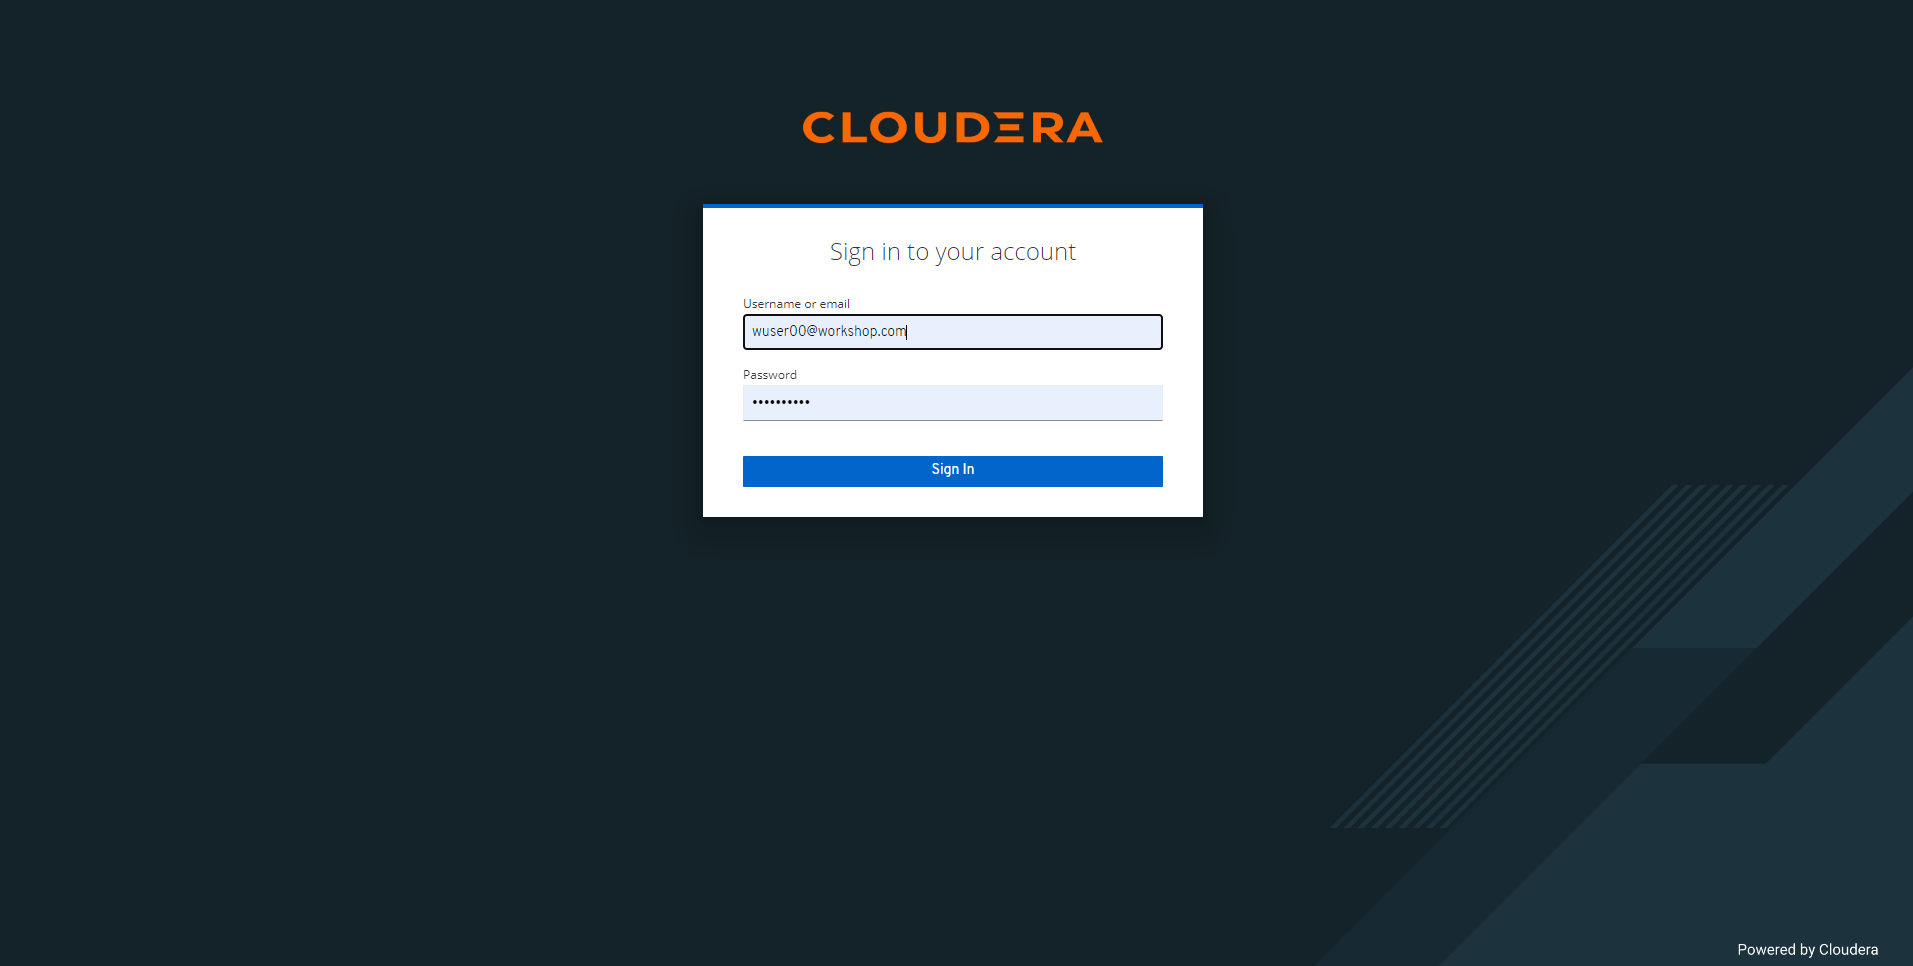 CLOUDERA
Sign in to your account
Username or email
wuser00@workshop.com
Password
••••••••••
Sign In
Powered by Cloudera